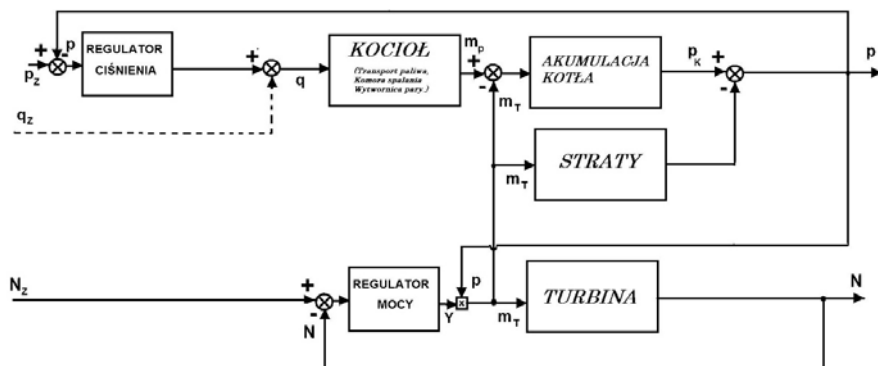 +
p
-
p_z
REGULATOR
CIŚNIENIA
+
q
q_z
KOCIOŁ
(Transport paliwa,
Komora spalania
Wytwornica pary.)
m_p
+
-
m_T
AKUMULACJA
KOTŁA
p_K
+
-
p
m_T
STRATY
N_z
+
-
N
REGULATOR
MOCY
Y
p
x
m_T
TURBINA
N